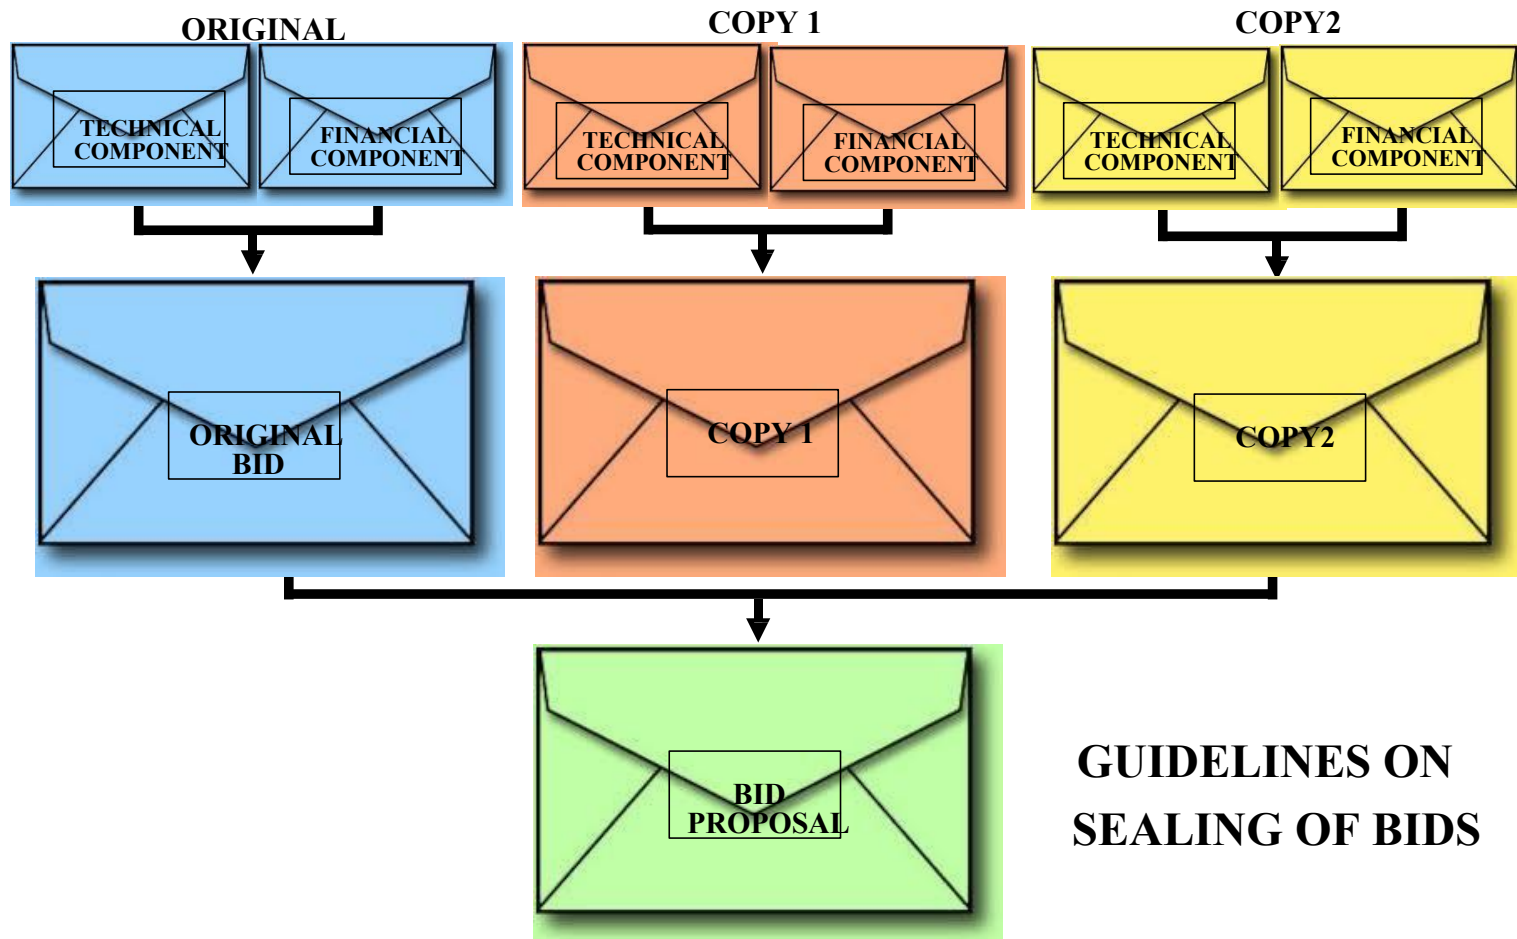 ORIGINAL
COPY 1
COPY2
TECHNICAL
COMPONENT
FINANCIAL
COMPONENT
TECHNICAL
COMPONENT
FINANCIAL
COMPONENT
TECHNICAL
COMPONENT
FINANCIAL
COMPONENT
ORIGINAL
BID
COPY 1
COPY2
BID
PROPOSAL
GUIDELINES ON
SEALING OF BIDS